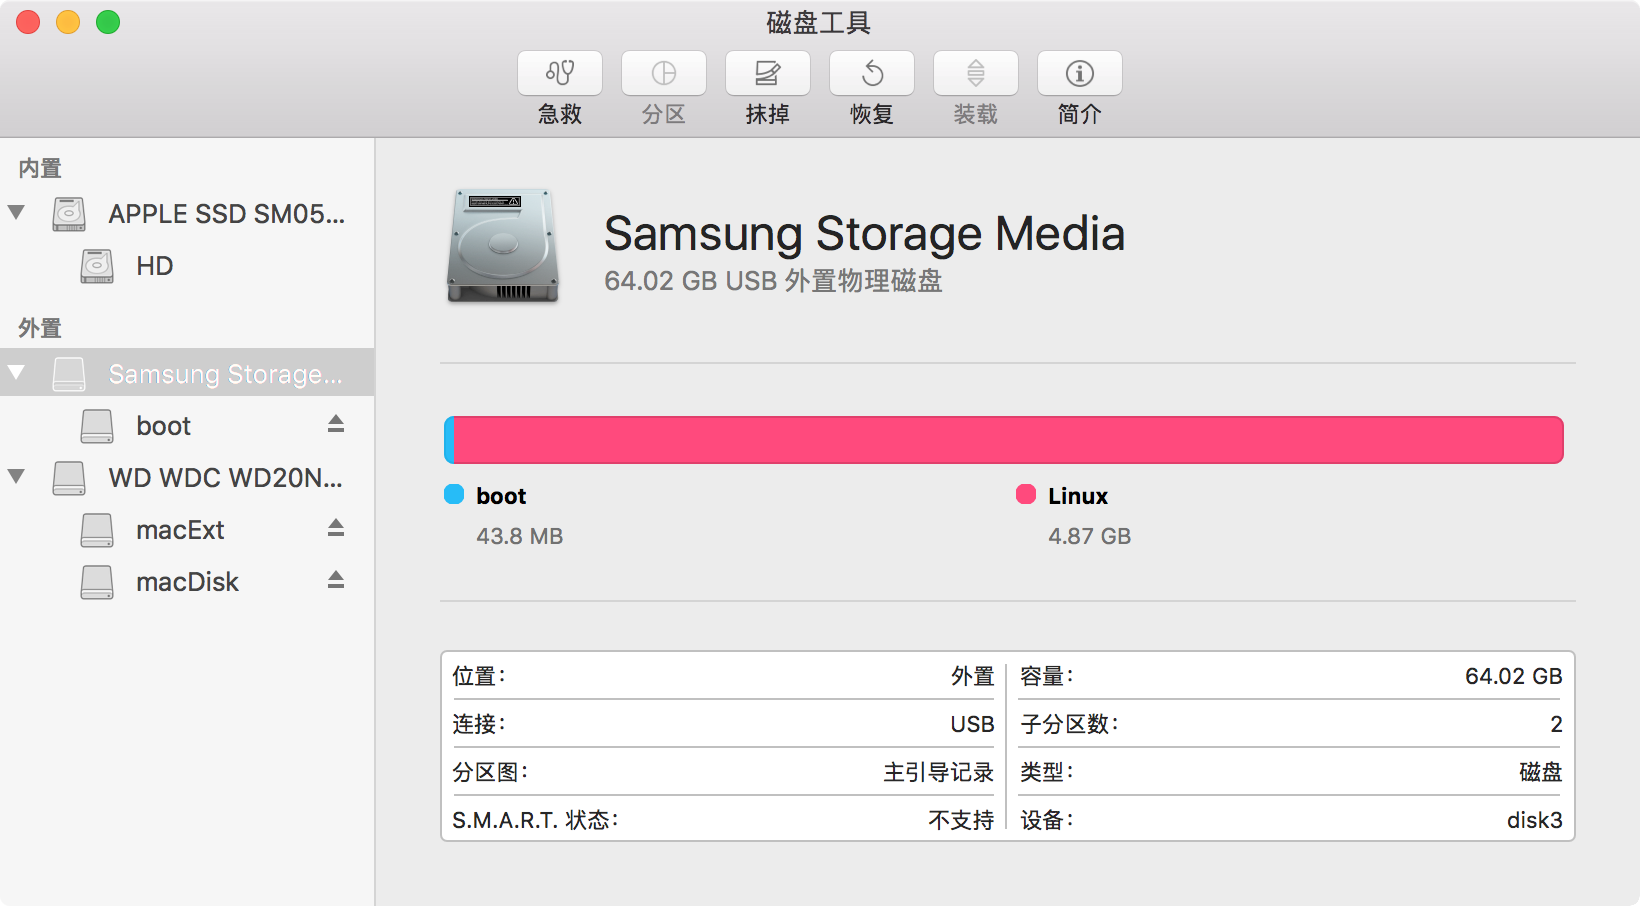 磁盘工具
急救 分区 抹掉 恢复 装载 简介
内置
APPLE SSD SM05...
HD
外置
Samsung Storage...
boot
WD WDC WD20N...
macExt
macDisk
Samsung Storage Media
64.02 GB USB 外置物理磁盘
boot
43.8 MB
Linux
4.87 GB
位置： 外置
容量： 64.02 GB
连接： USB
子分区数： 2
分区图： 主引导记录
类型： 磁盘
S.M.A.R.T. 状态： 不支持
设备： disk3